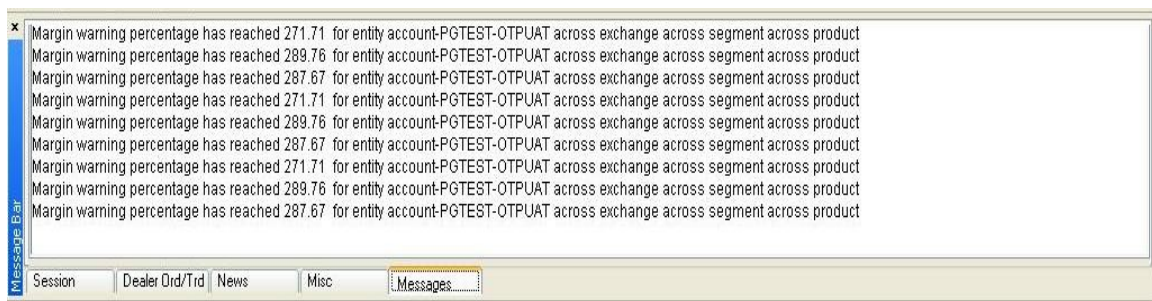 x
Margin warning percentage has reached 271.71 for entity account-PGTEST-OTPUAT across exchange across segment across product
Margin warning percentage has reached 289.76 for entity account-PGTEST-OTPUAT across exchange across segment across product
Margin warning percentage has reached 287.67 for entity account-PGTEST-OTPUAT across exchange across segment across product
Margin warning percentage has reached 271.71 for entity account-PGTEST-OTPUAT across exchange across segment across product
Margin warning percentage has reached 289.76 for entity account-PGTEST-OTPUAT across exchange across segment across product
Margin warning percentage has reached 287.67 for entity account-PGTEST-OTPUAT across exchange across segment across product
Margin warning percentage has reached 271.71 for entity account-PGTEST-OTPUAT across exchange across segment across product
Margin warning percentage has reached 289.76 for entity account-PGTEST-OTPUAT across exchange across segment across product
Margin warning percentage has reached 287.67 for entity account-PGTEST-OTPUAT across exchange across segment across product
Message Bar
Session Dealer Ord/Trd News Misc Messages